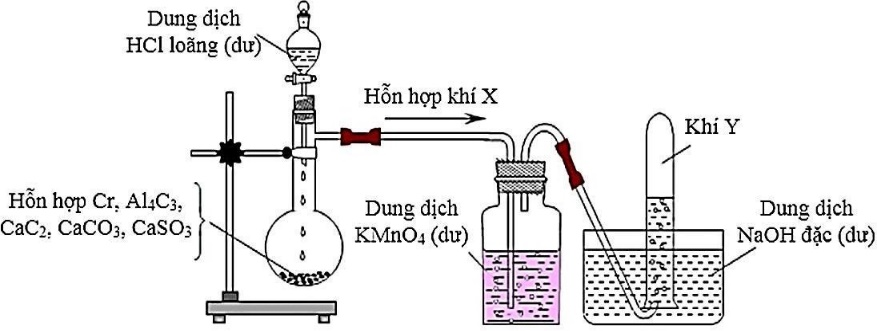 Dung dịch
HCl loãng (dư)
Hỗn hợp khí X
Khí Y
Hỗn hợp Cr, Al₄C₃,
CaC₂, CaCO₃, CaSO₃
Dung dịch
KMnO₄ (dư)
Dung dịch
NaOH đặc (dư)